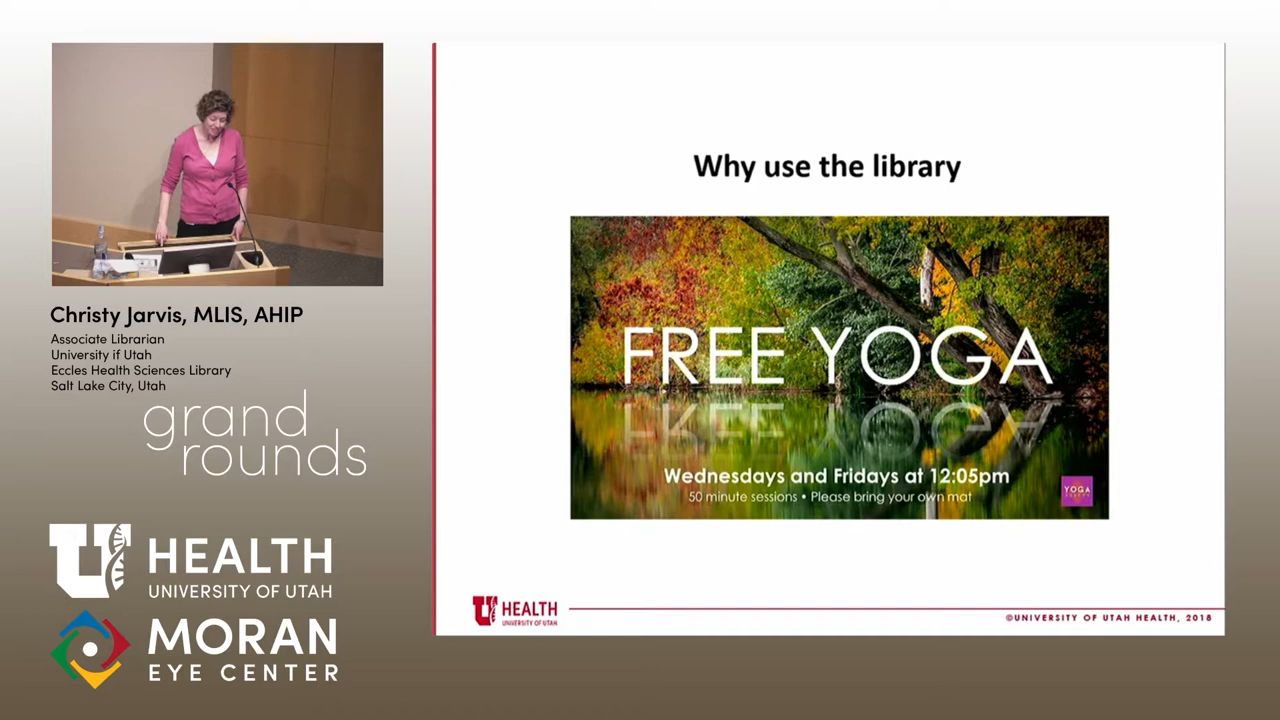 Christy Jarvis, MLIS, AHIP
Associate Librarian
University if Utah
Eccles Health Sciences Library
Salt Lake City, Utah
grand
rounds
U HEALTH
UNIVERSITY OF UTAH
MORAN
EYE CENTER
Why use the library
FREE YOGA
Wednesdays and Fridays at 12:05pm
50 minute sessions • Please bring your own mat
YOGA
U HEALTH
UNIVERSITY OF UTAH
©UNIVERSITY OF UTAH HEALTH, 2018